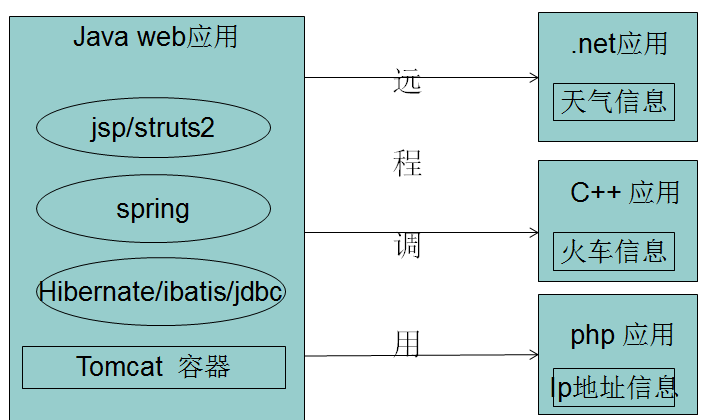 Java web应用
jsp/struts2
spring
Hibernate/ibatis/jdbc
Tomcat 容器
远
程
调
用
.net应用
天气信息
C++ 应用
火车信息
php 应用
Ip地址信息